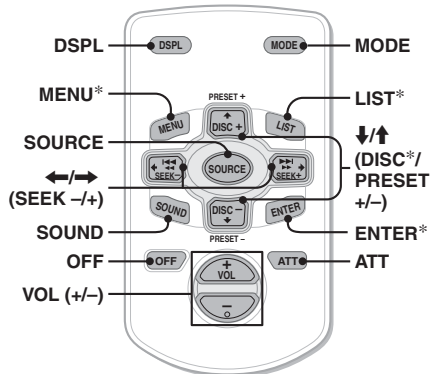 DSPL
DSPL
MODE
MODE
PRESET +
MENU*
MENU
DISC +
LIST
LIST*
SOURCE
SOURCE
←/→
(SEEK –/+)
SEEK–
SEEK+
↓/↑
(DISC*/
PRESET
+/–)
SOUND
SOUND
DISC –
ENTER
ENTER*
PRESET –
OFF
OFF
ATT
ATT
VOL (+/–)
+
VOL
–